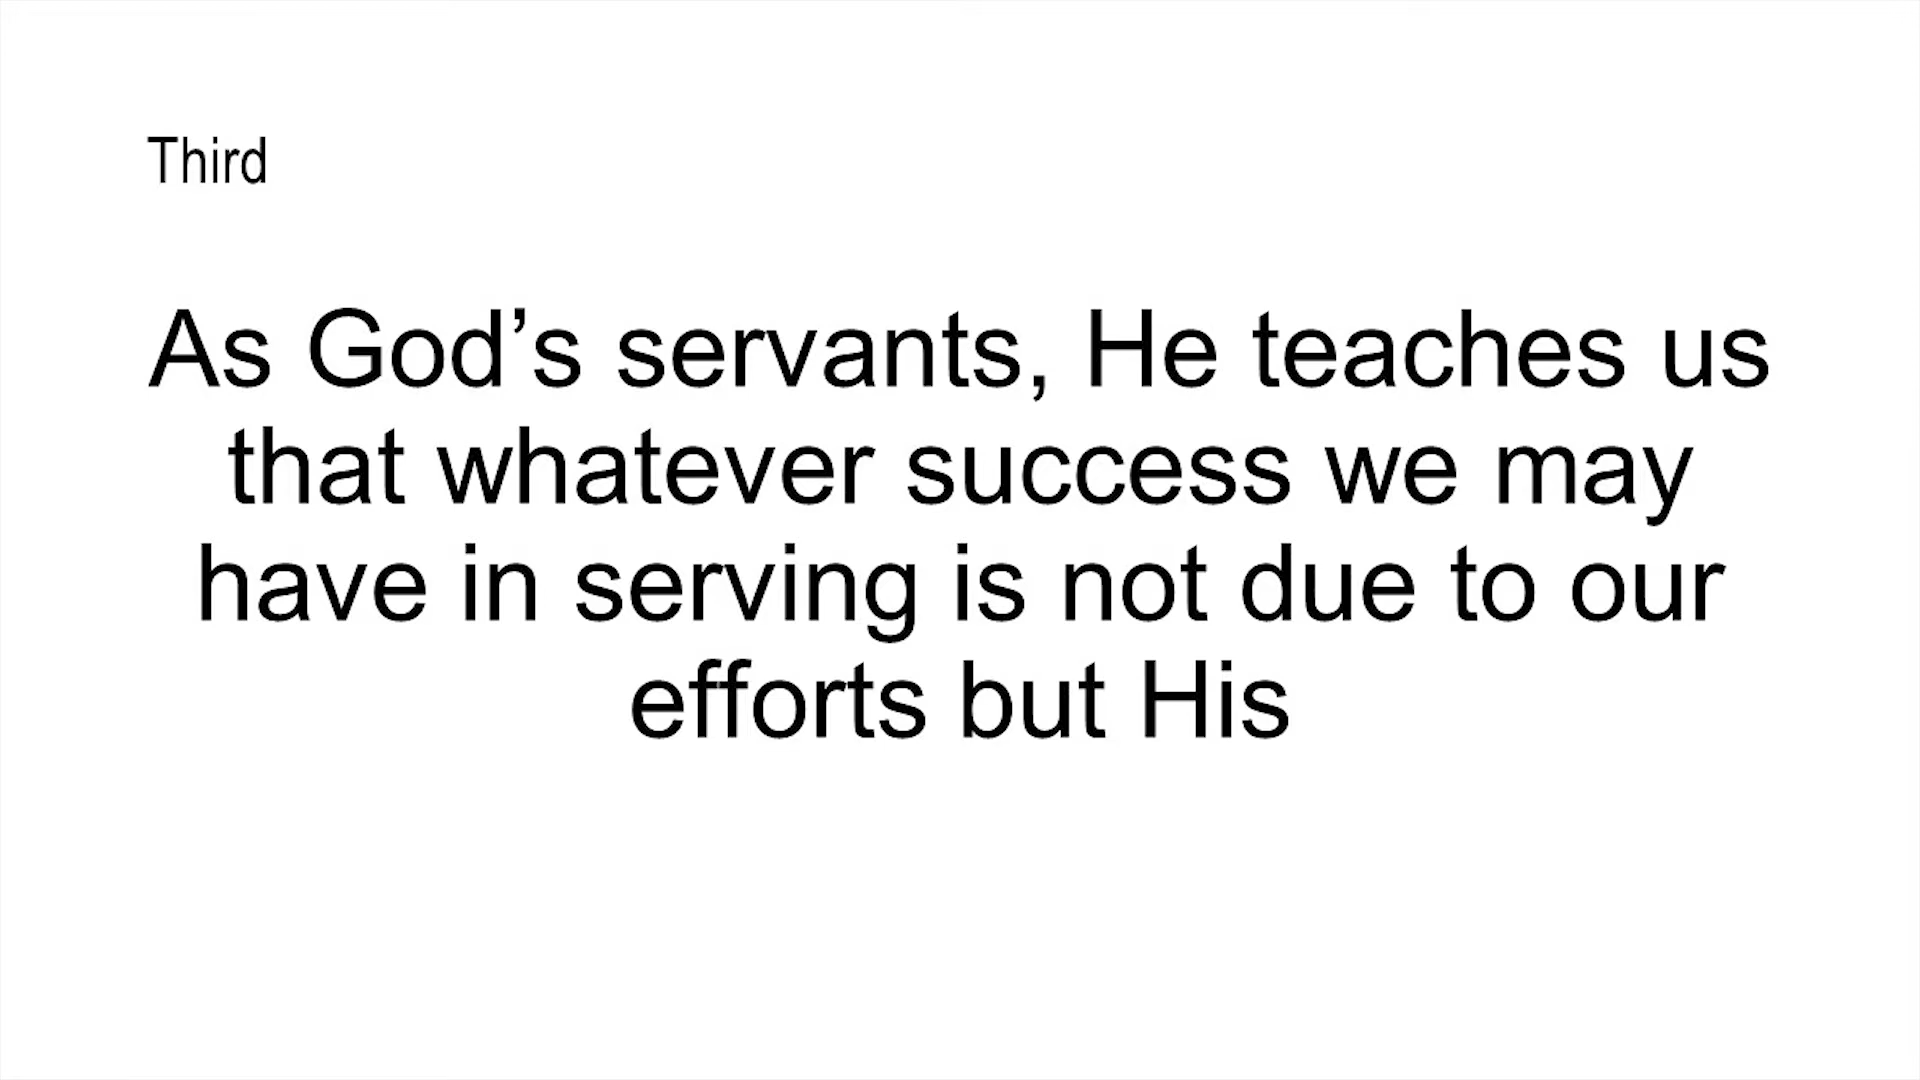 Third
As God’s servants, He teaches us
that whatever success we may
have in serving is not due to our
efforts but His